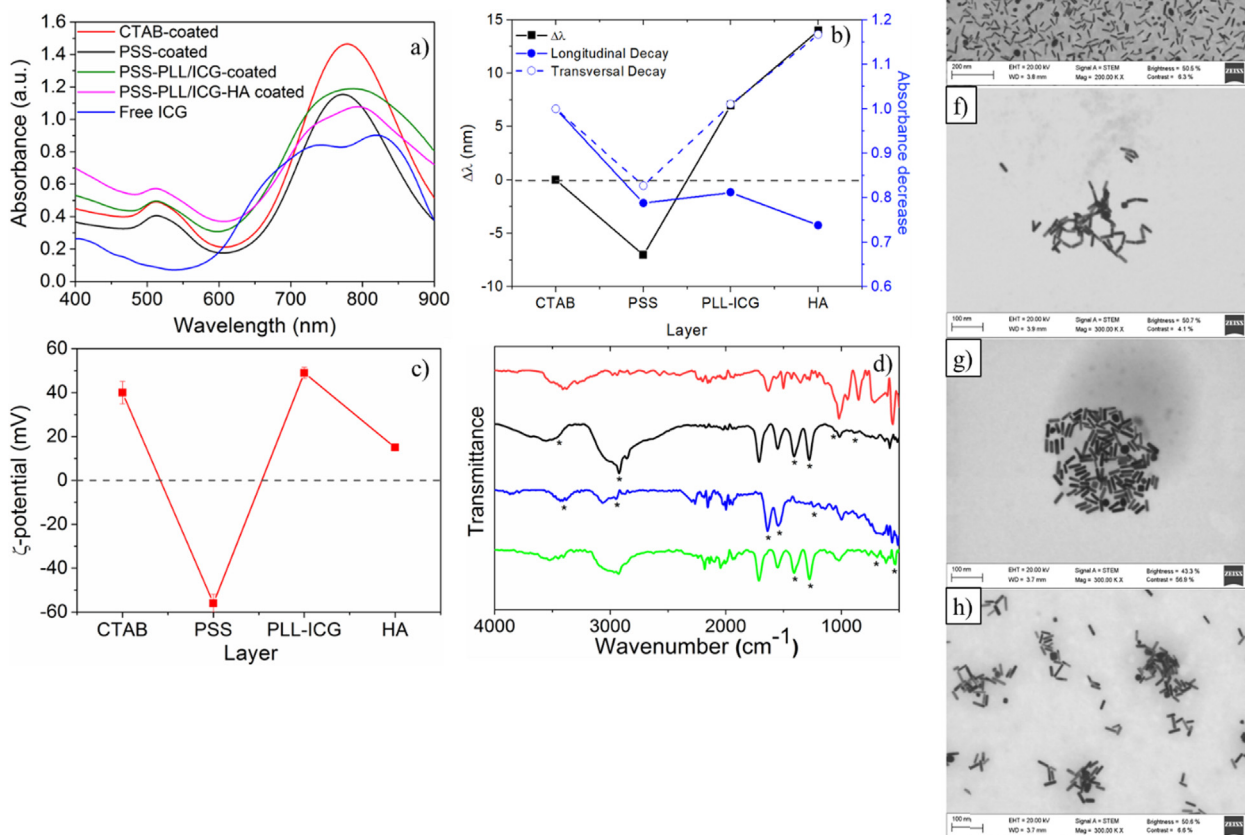 a)
CTAB-coated
PSS-coated
PSS-PLL/ICG-coated
PSS-PLL/ICG-HA coated
Free ICG
Absorbance (a.u.)
1.6
1.4
1.2
1.0
0.8
0.6
0.4
0.2
0.0
400 500 600 700 800 900
Wavelength (nm)
b)
Δλ
Longitudinal Decay
Transversal Decay
Δλ (nm)
15
10
5
0
-5
-10
1.2
1.1
1.0
0.9
0.8
0.7
0.6
Absorbance decrease
CTAB PSS PLL-ICG HA
Layer
c)
ζ-potential (mV)
60
40
20
0
-20
-40
-60
CTAB PSS PLL-ICG HA
Layer
d)
Transmittance
* * * * * *
* * * * *
* * * *
4000 3000 2000 1000
Wavenumber (cm-1)
200 nm
EHT = 20.00 kV
WD = 3.8 mm
Signal A = STEM
Mag = 200.00 K X
Brightness = 50.5 %
Contrast = 6.3 %
ZEISS
f)
100 nm
EHT = 20.00 kV
WD = 3.9 mm
Signal A = STEM
Mag = 300.00 K X
Brightness = 50.7 %
Contrast = 4.1 %
ZEISS
g)
100 nm
EHT = 20.00 kV
WD = 3.7 mm
Signal A = STEM
Mag = 300.00 K X
Brightness = 43.3 %
Contrast = 56.9 %
ZEISS
h)
100 nm
EHT = 20.00 kV
WD = 3.7 mm
Signal A = STEM
Mag = 300.00 K X
Brightness = 50.6 %
Contrast = 6.6 %
ZEISS